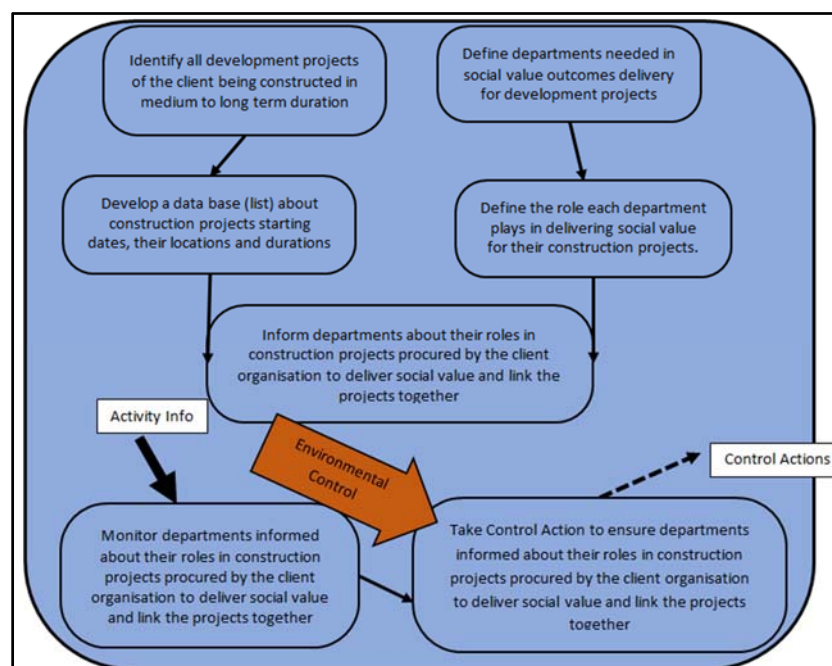 Identify all development projects
of the client being constructed in
medium to long term duration
Define departments needed in
social value outcomes delivery
for development projects
Develop a data base (list) about
construction projects starting
dates, their locations and durations
Define the role each department
plays in delivering social value
for their construction projects.
Inform departments about their roles in
construction projects procured by the client
organisation to deliver social value and link the
projects together
Activity Info
Environmental
Control
Control Actions
Monitor departments informed
about their roles in construction
projects procured by the client
organisation to deliver social value
and link the projects together
Take Control Action to ensure departments
informed about their roles in construction
projects procured by the client organisation
to deliver social value and link the projects
together